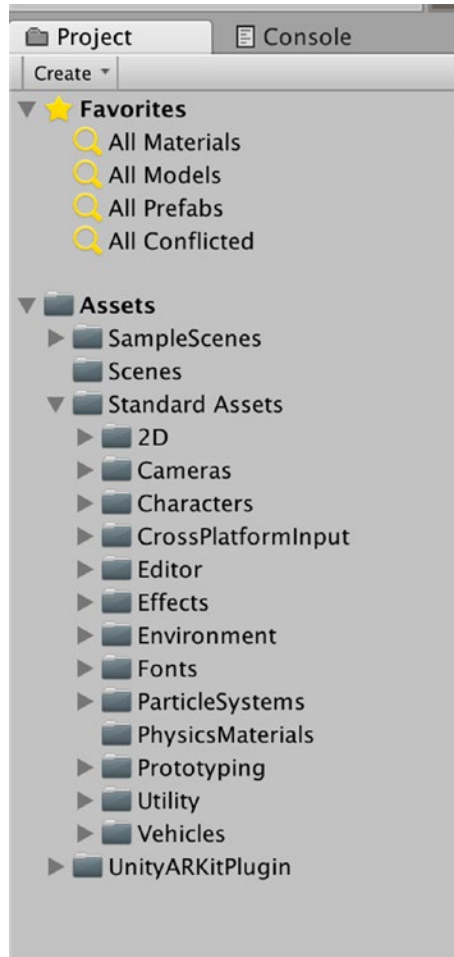 Project Console
Create
Favorites
All Materials
All Models
All Prefabs
All Conflicted
Assets
SampleScenes
Scenes
Standard Assets
2D
Cameras
Characters
CrossPlatformInput
Editor
Effects
Environment
Fonts
ParticleSystems
PhysicsMaterials
Prototyping
Utility
Vehicles
UnityARKitPlugin